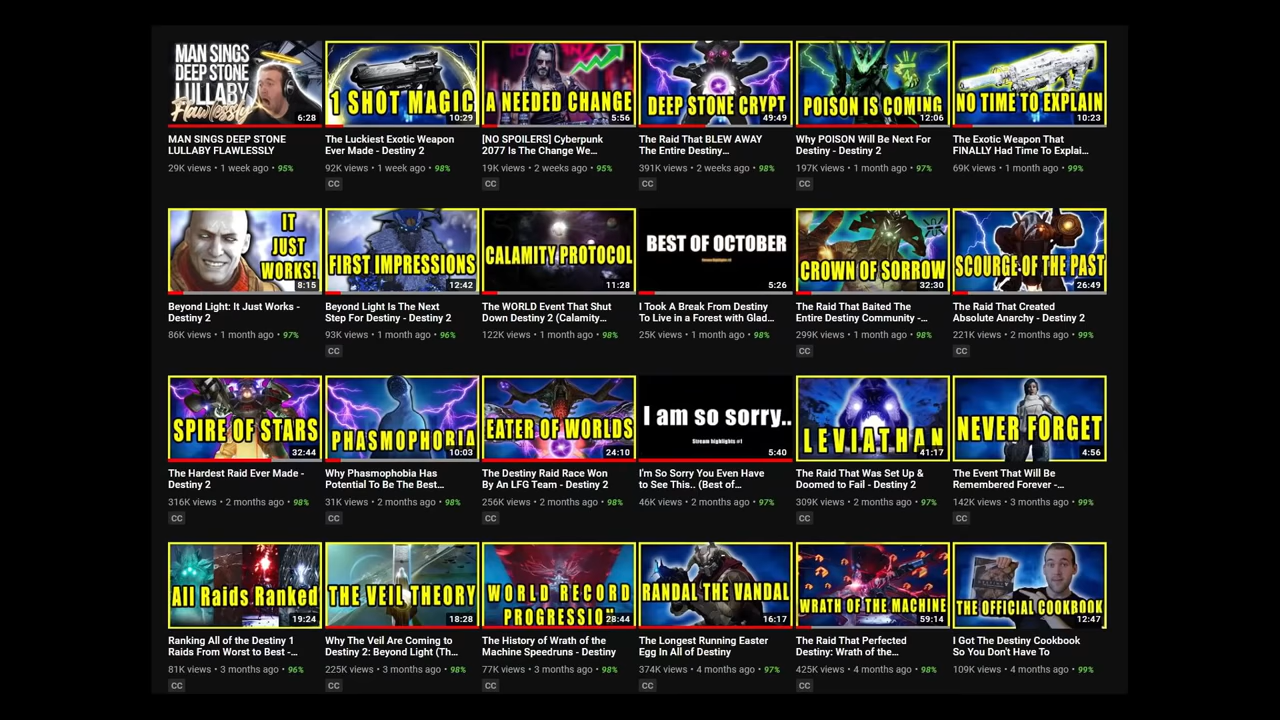 MAN SINGS
DEEP STONE
LULLABY
Flawlessly
6:28
1 SHOT MAGIC
10:29
A NEEDED CHANGE
5:56
DEEP STONE CRYPT
49:49
POISON IS COMING
12:06
NO TIME TO EXPLAIN
10:23
MAN SINGS DEEP STONE
LULLABY FLAWLESSLY
29K views • 1 week ago • 95%
The Luckiest Exotic Weapon
Ever Made - Destiny 2
92K views • 1 week ago • 98%
CC
[NO SPOILERS] Cyberpunk
2077 Is The Change We...
19K views • 2 weeks ago • 95%
CC
The Raid That BLEW AWAY
The Entire Destiny...
391K views • 2 weeks ago • 98%
CC
Why POISON Will Be Next For
Destiny - Destiny 2
197K views • 1 month ago • 97%
CC
The Exotic Weapon That
FINALLY Had Time To Explai...
69K views • 1 month ago • 99%
IT
JUST
WORKS!
8:15
FIRST IMPRESSIONS
12:42
CALAMITY PROTOCOL
11:28
BEST OF OCTOBER
5:26
CROWN OF SORROW
32:30
SCOURGE OF THE PAST
26:49
Beyond Light: It Just Works -
Destiny 2
86K views • 1 month ago • 97%
Beyond Light Is The Next
Step For Destiny - Destiny 2
93K views • 1 month ago • 96%
CC
The WORLD Event That Shut
Down Destiny 2 (Calamity...
122K views • 1 month ago • 98%
I Took A Break From Destiny
To Live in a Forest with Glad...
25K views • 1 month ago • 98%
The Raid That Baited The
Entire Destiny Community -...
299K views • 1 month ago • 98%
CC
The Raid That Created
Absolute Anarchy - Destiny 2
221K views • 2 months ago • 99%
CC
SPIRE OF STARS
32:44
PHASMOPHOBIA
10:03
EATER OF WORLDS
24:10
I am so sorry..
Stream highlights #1
5:40
LEVIATHAN
41:17
NEVER FORGET
4:56
The Hardest Raid Ever Made -
Destiny 2
316K views • 2 months ago • 98%
CC
Why Phasmophobia Has
Potential To Be The Best...
31K views • 2 months ago • 98%
CC
The Destiny Raid Race Won
By An LFG Team - Destiny 2
256K views • 2 months ago • 98%
CC
I'm So Sorry You Even Have
to See This.. (Best of...
46K views • 2 months ago • 97%
The Raid That Was Set Up &
Doomed to Fail - Destiny 2
309K views • 2 months ago • 97%
CC
The Event That Will Be
Remembered Forever -...
142K views • 3 months ago • 99%
CC
All Raids Ranked
19:24
THE VEIL THEORY
18:28
WORLD RECORD
PROGRESSION
28:44
RANDAL THE VANDAL
16:17
WRATH OF THE MACHINE
59:14
THE OFFICIAL COOKBOOK
12:47
Ranking All of the Destiny 1
Raids From Worst to Best -...
81K views • 3 months ago • 96%
CC
Why The Veil Are Coming to
Destiny 2: Beyond Light (Th...
225K views • 3 months ago • 98%
CC
The History of Wrath of the
Machine Speedruns - Destiny
77K views • 3 months ago • 98%
CC
The Longest Running Easter
Egg In All of Destiny
374K views • 4 months ago • 97%
CC
The Raid That Perfected
Destiny: Wrath of the...
425K views • 4 months ago • 98%
CC
I Got The Destiny Cookbook
So You Don't Have To
109K views • 4 months ago • 99%